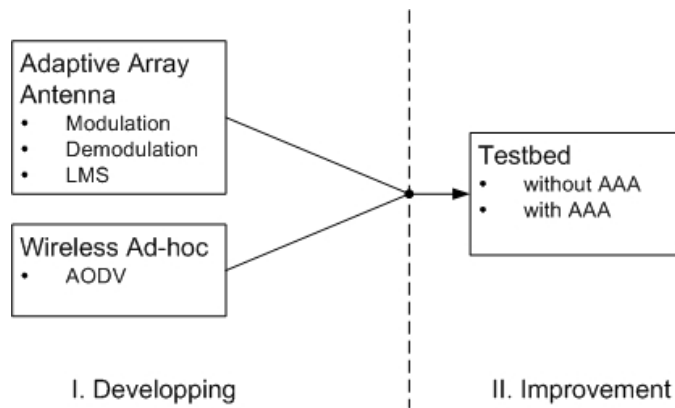 Adaptive Array
Antenna
• Modulation
• Demodulation
• LMS
Wireless Ad-hoc
• AODV
Testbed
• without AAA
• with AAA
I. Developping
II. Improvement